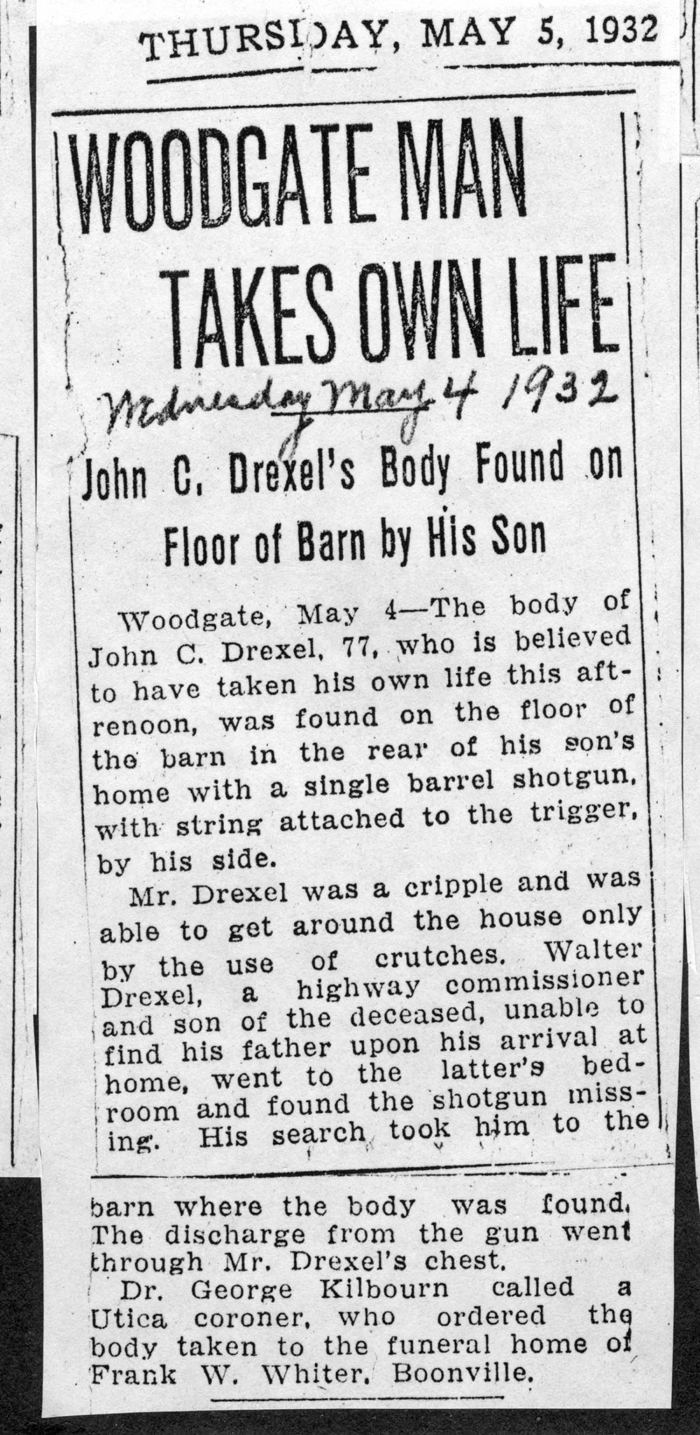 THURSDAY, MAY 5, 1932
WOODGATE MAN
TAKES OWN LIFE
Wednesday May 4 1932
John C. Drexel's Body Found on
Floor of Barn by His Son
Woodgate, May 4—The body of
John C. Drexel, 77, who is believed
to have taken his own life this aft-
renoon, was found on the floor of
the barn in the rear of his son's
home with a single barrel shotgun,
with string attached to the trigger,
by his side.
Mr. Drexel was a cripple and was
able to get around the house only
by the use of crutches. Walter
Drexel, a highway commissioner
and son of the deceased, unable to
find his father upon his arrival at
home, went to the latter's bed-
room and found the shotgun miss-
ing. His search took him to the
barn where the body was found.
The discharge from the gun went
through Mr. Drexel's chest.
Dr. George Kilbourn called a
Utica coroner, who ordered the
body taken to the funeral home of
Frank W. Whiter, Boonville.